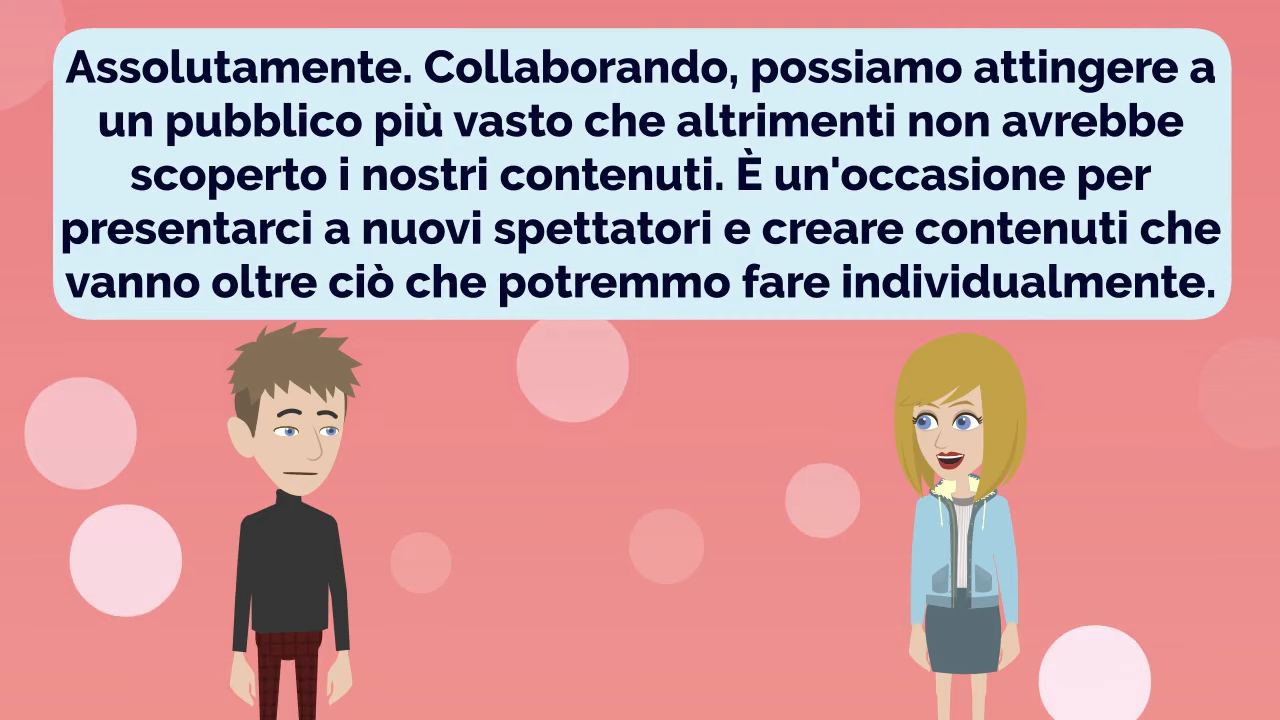 Assolutamente. Collaborando, possiamo attingere a
un pubblico più vasto che altrimenti non avrebbe
scoperto i nostri contenuti. È un'occasione per
presentarci a nuovi spettatori e creare contenuti che
vanno oltre ciò che potremmo fare individualmente.